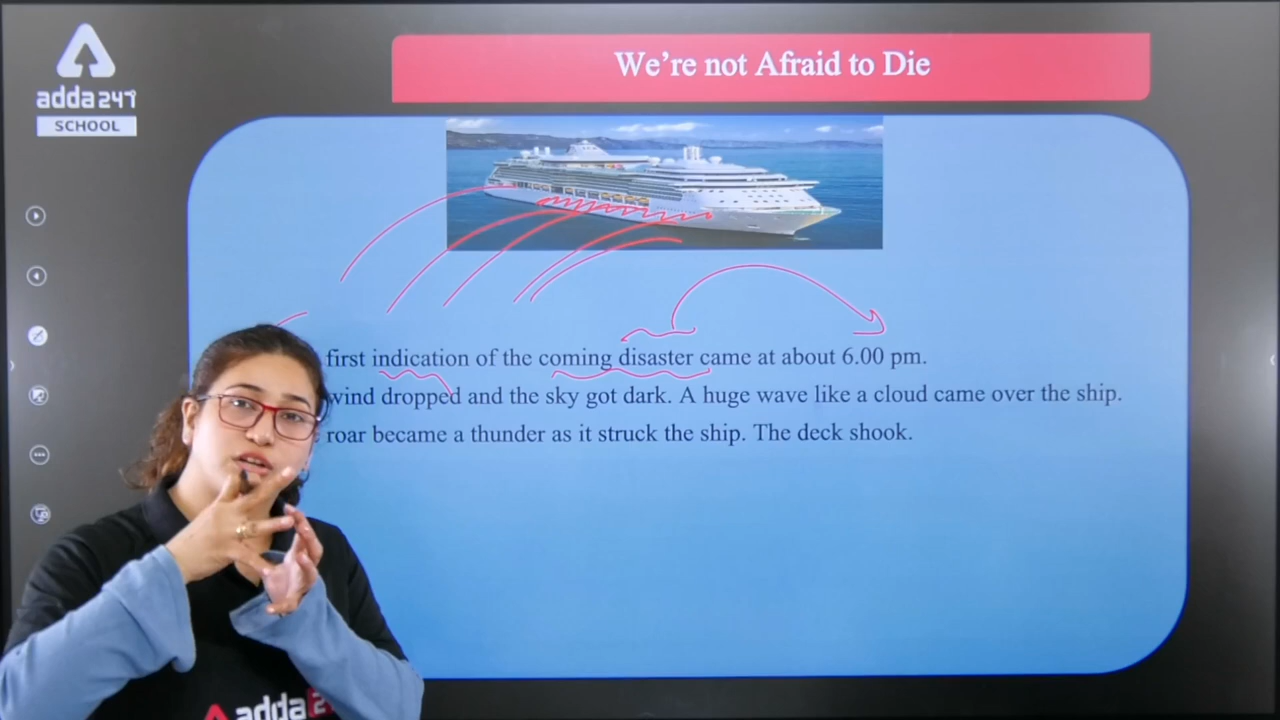 adda247
SCHOOL
We're not Afraid to Die
first indication of the coming disaster came at about 6.00 pm.
wind dropped and the sky got dark. A huge wave like a cloud came over the ship.
roar became a thunder as it struck the ship. The deck shook.
adda2